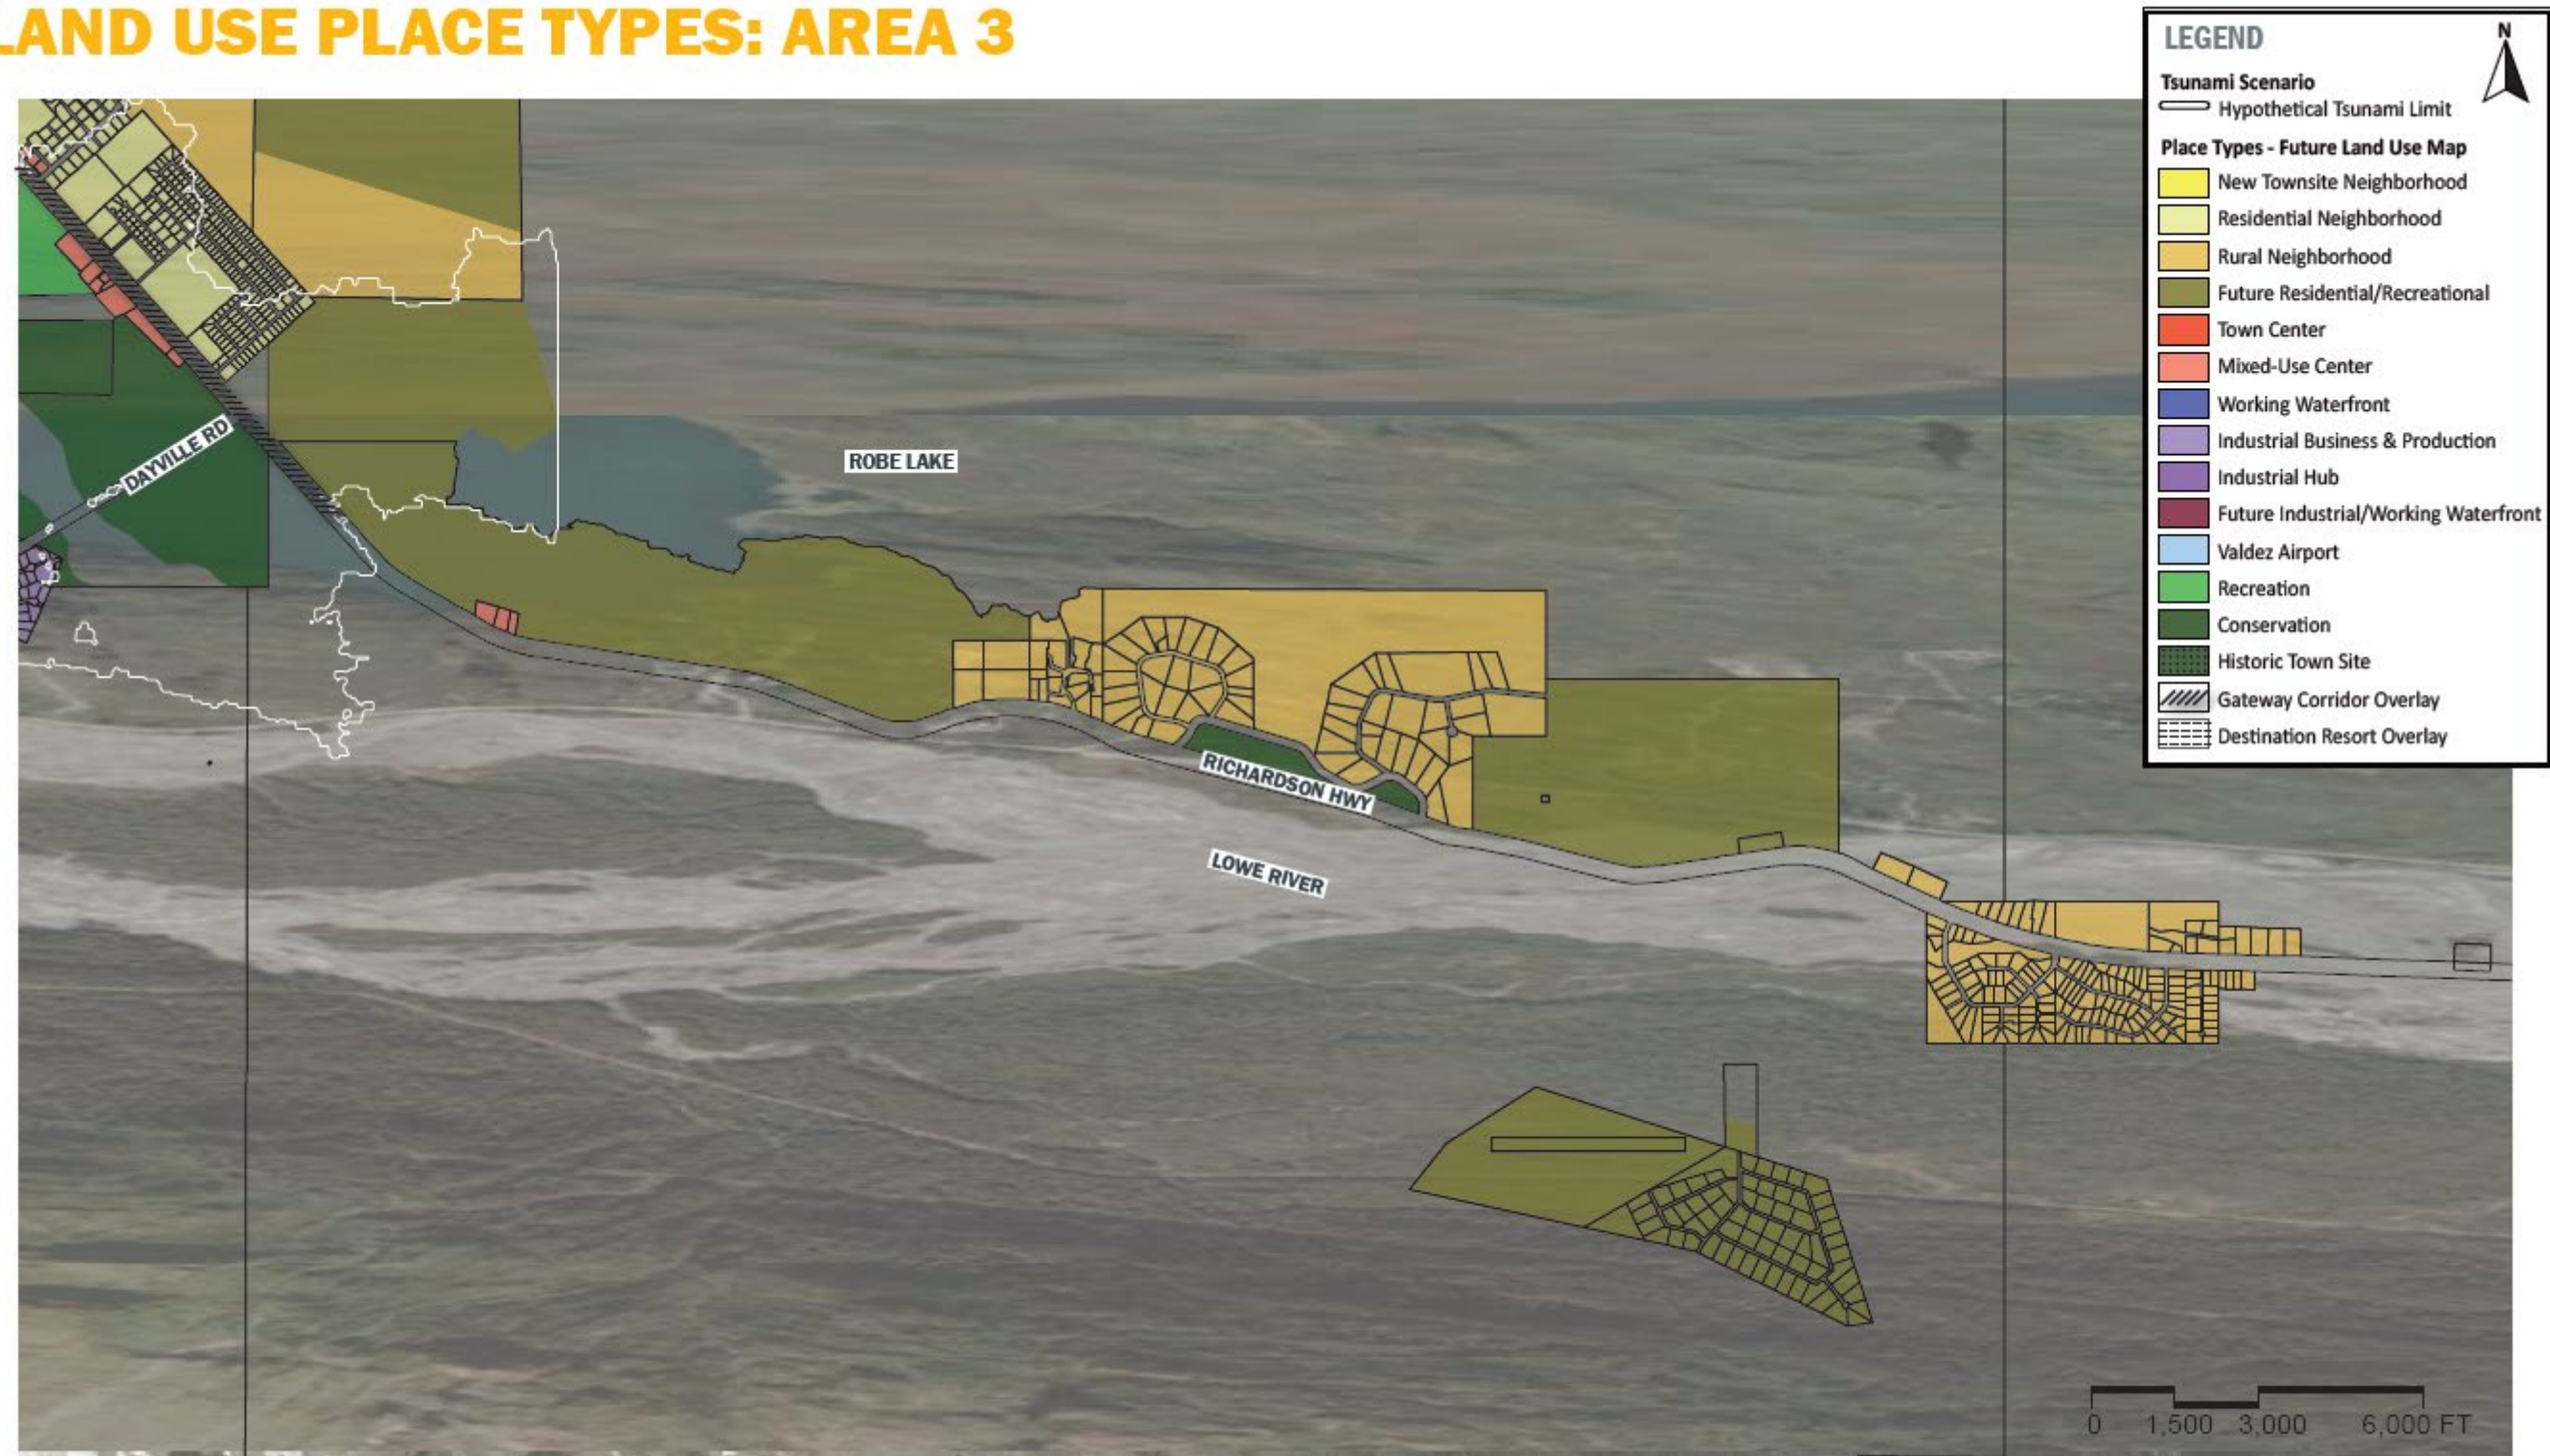 LAND USE PLACE TYPES: AREA 3
LEGEND
N
Tsunami Scenario
Hypothetical Tsunami Limit
Place Types - Future Land Use Map
New Townsite Neighborhood
Residential Neighborhood
Rural Neighborhood
Future Residential/Recreational
Town Center
Mixed-Use Center
Working Waterfront
Industrial Business & Production
Industrial Hub
Future Industrial/Working Waterfront
Valdez Airport
Recreation
Conservation
Historic Town Site
Gateway Corridor Overlay
Destination Resort Overlay
DAYVILLE RD
ROBE LAKE
RICHARDSON HWY
LOWE RIVER
0 1,500 3,000 6,000 FT